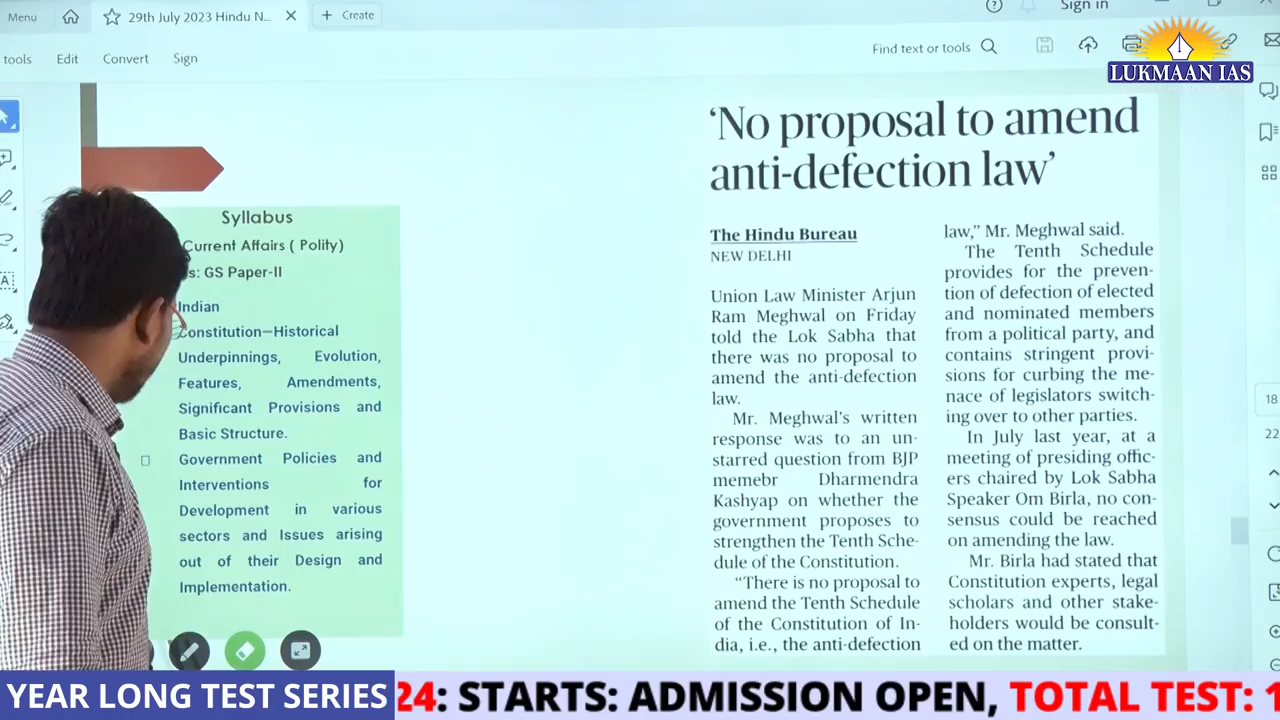 Menu
29th July 2023 Hindu N...
Create
Sign in
tools
Edit
Convert
Sign
Find text or tools
LUKMAAN IAS
Syllabus
Current Affairs ( Polity)
s: GS Paper-II
Indian
Constitution—Historical
Underpinnings, Evolution,
Features, Amendments,
Significant Provisions and
Basic Structure.
Government Policies and
Interventions for
Development in various
sectors and Issues arising
out of their Design and
Implementation.
‘No proposal to amend
anti-defection law’
The Hindu Bureau
NEW DELHI
Union Law Minister Arjun
Ram Meghwal on Friday
told the Lok Sabha that
there was no proposal to
amend the anti-defection
law.
Mr. Meghwal’s written
response was to an un-
starred question from BJP
memebr Dharmendra
Kashyap on whether the
government proposes to
strengthen the Tenth Sche-
dule of the Constitution.
“There is no proposal to
amend the Tenth Schedule
of the Constitution of In-
dia, i.e., the anti-defection
law,” Mr. Meghwal said.
The Tenth Schedule
provides for the preven-
tion of defection of elected
and nominated members
from a political party, and
contains stringent provi-
sions for curbing the me-
nace of legislators switch-
ing over to other parties.
In July last year, at a
meeting of presiding offic-
ers chaired by Lok Sabha
Speaker Om Birla, no con-
sensus could be reached
on amending the law.
Mr. Birla had stated that
Constitution experts, legal
scholars and other stake-
holders would be consult-
ed on the matter.
18
22
YEAR LONG TEST SERIES
24: STARTS: ADMISSION OPEN, TOTAL TEST: 1